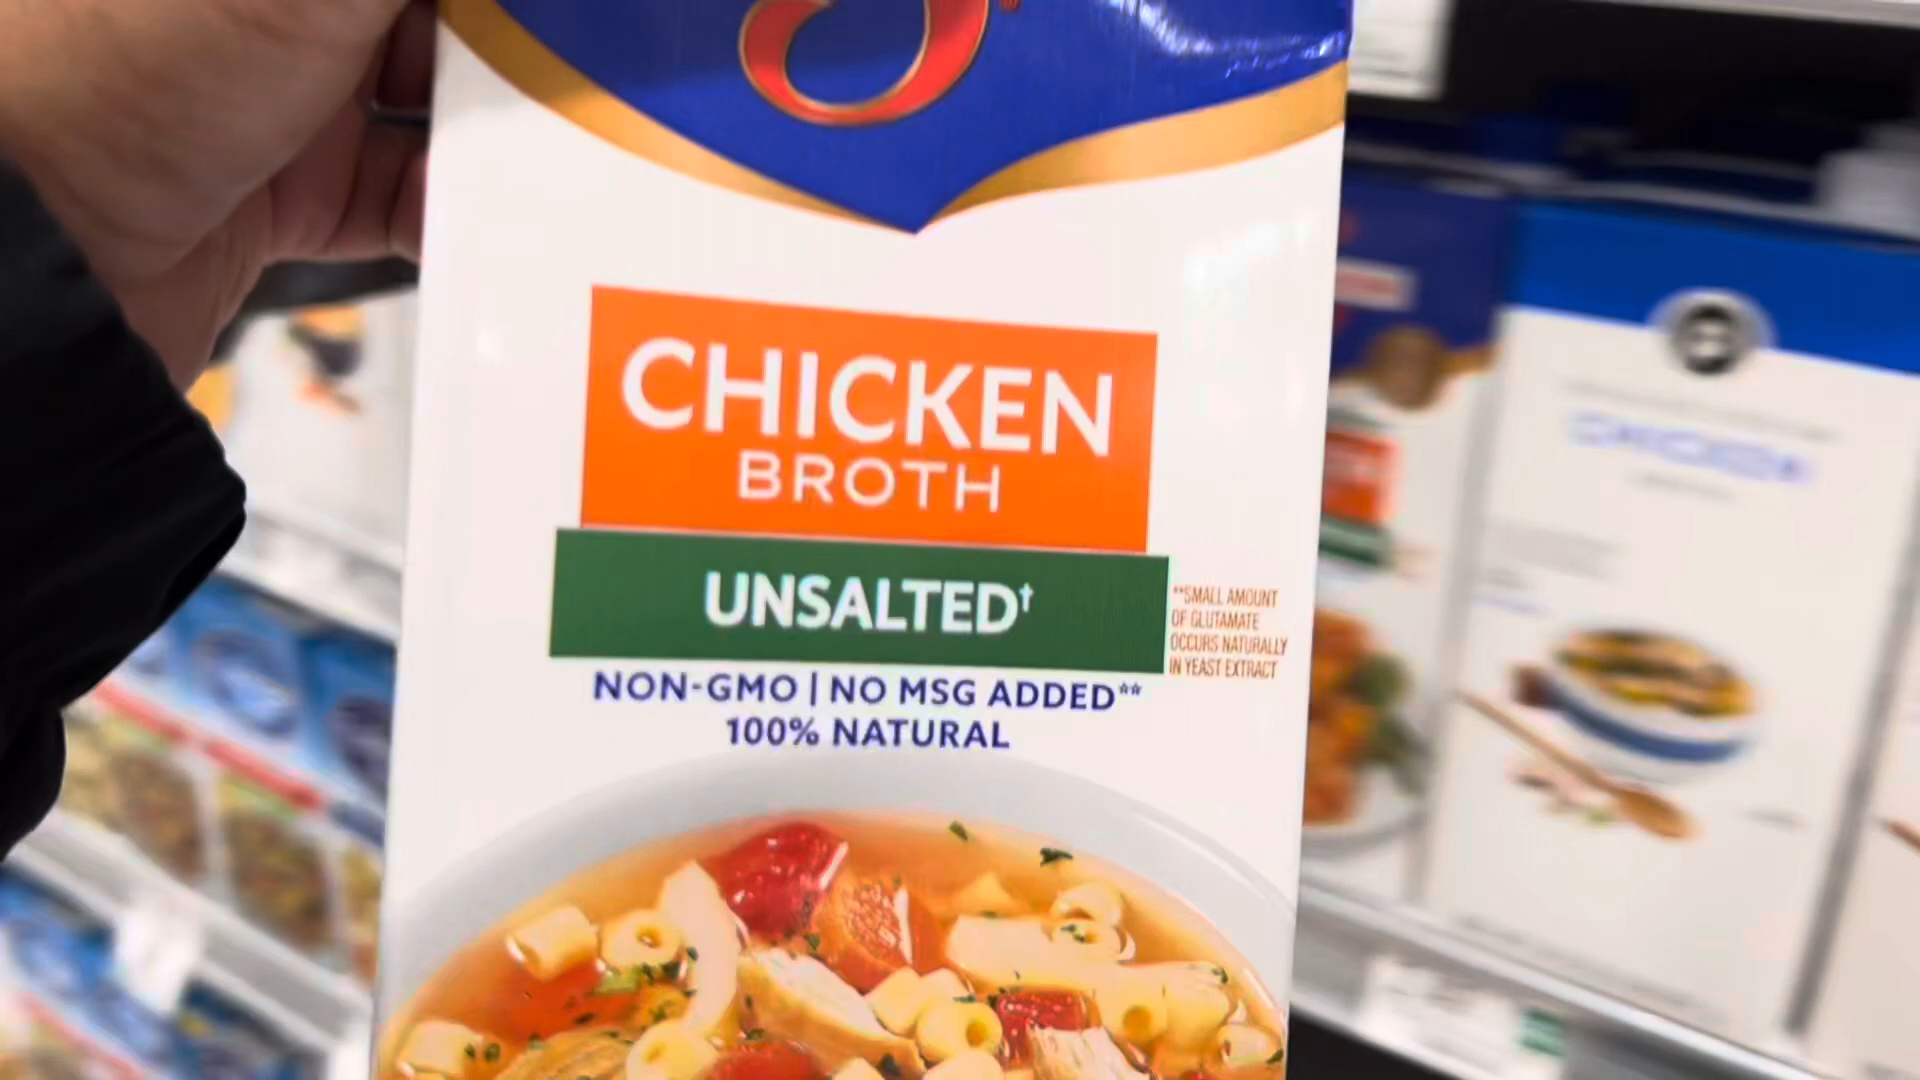 CHICKEN
BROTH
UNSALTED†
**SMALL AMOUNT
OF GLUTAMATE
OCCURS NATURALLY
IN YEAST EXTRACT
NON-GMO | NO MSG ADDED**
100% NATURAL
CHICKEN